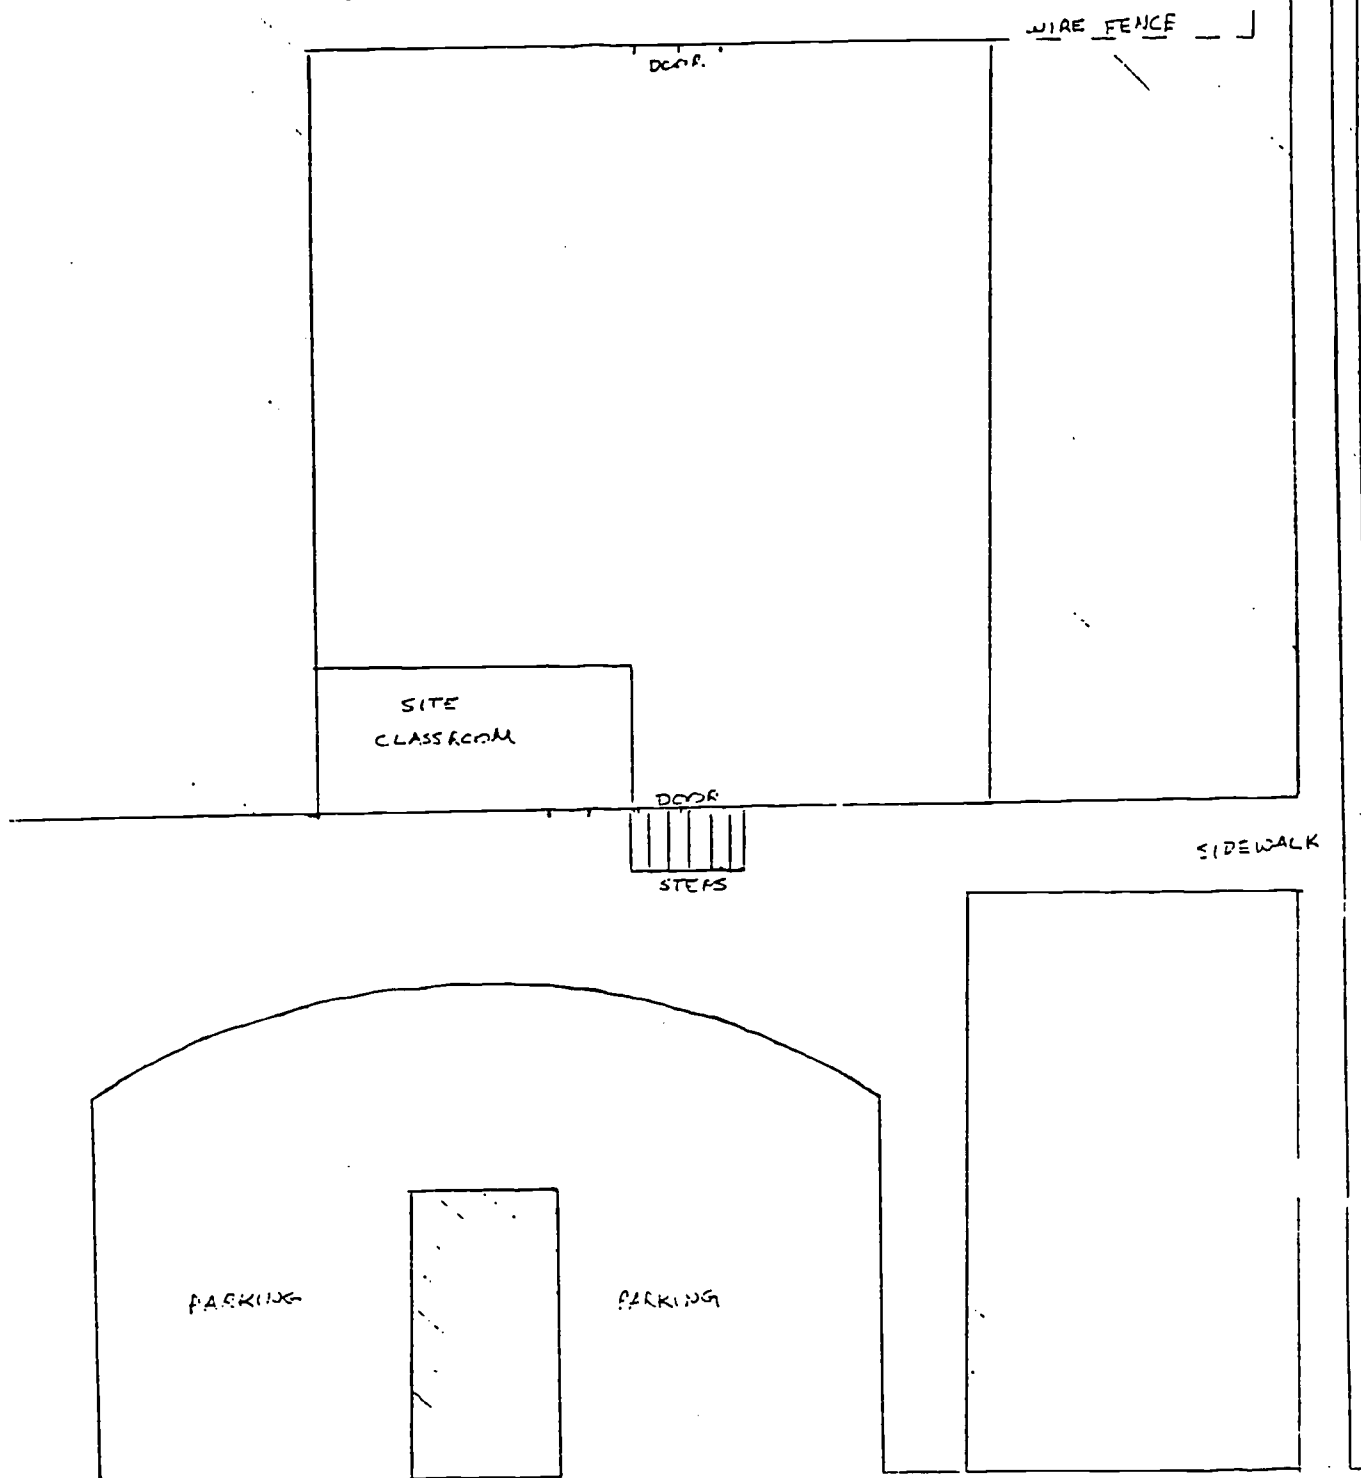 WIRE FENCE
DOOR
SITE
CLASSROOM
DOOR
STEPS
SIDEWALK
PARKING
PARKING